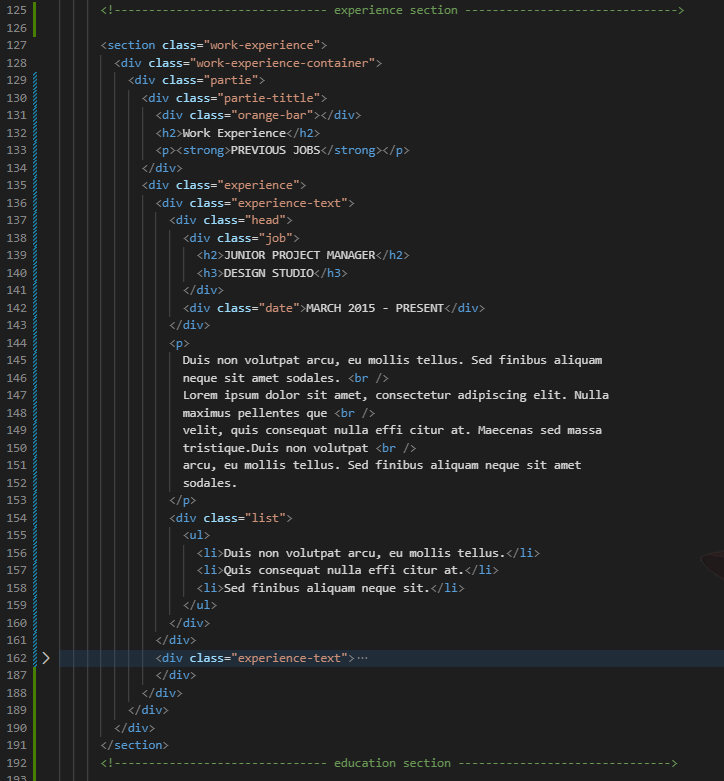 125 <!------------------------------ experience section ------------------------------>
126
127 <section class="work-experience">
128 <div class="work-experience-container">
129 <div class="partie">
130 <div class="partie-tittle">
131 <div class="orange-bar"></div>
132 <h2>Work Experience</h2>
133 <p><strong>PREVIOUS JOBS</strong></p>
134 </div>
135 <div class="experience">
136 <div class="experience-text">
137 <div class="head">
138 <div class="job">
139 <h2>JUNIOR PROJECT MANAGER</h2>
140 <h3>DESIGN STUDIO</h3>
141 </div>
142 <div class="date">MARCH 2015 - PRESENT</div>
143 </div>
144 <p>
145 Duis non volutpat arcu, eu mollis tellus. Sed finibus aliquam
146 neque sit amet sodales. <br />
147 Lorem ipsum dolor sit amet, consectetur adipiscing elit. Nulla
148 maximus pellentes que <br />
149 velit, quis consequat nulla effi citur at. Maecenas sed massa
150 tristique.Duis non volutpat <br />
151 arcu, eu mollis tellus. Sed finibus aliquam neque sit amet
152 sodales.
153 </p>
154 <div class="list">
155 <ul>
156 <li>Duis non volutpat arcu, eu mollis tellus.</li>
157 <li>Quis consequat nulla effi citur at.</li>
158 <li>Sed finibus aliquam neque sit.</li>
159 </ul>
160 </div>
161 </div>
162 <div class="experience-text">⋯
187 </div>
188 </div>
189 </div>
190 </div>
191 </section>
192 <!------------------------------ education section ------------------------------>
193